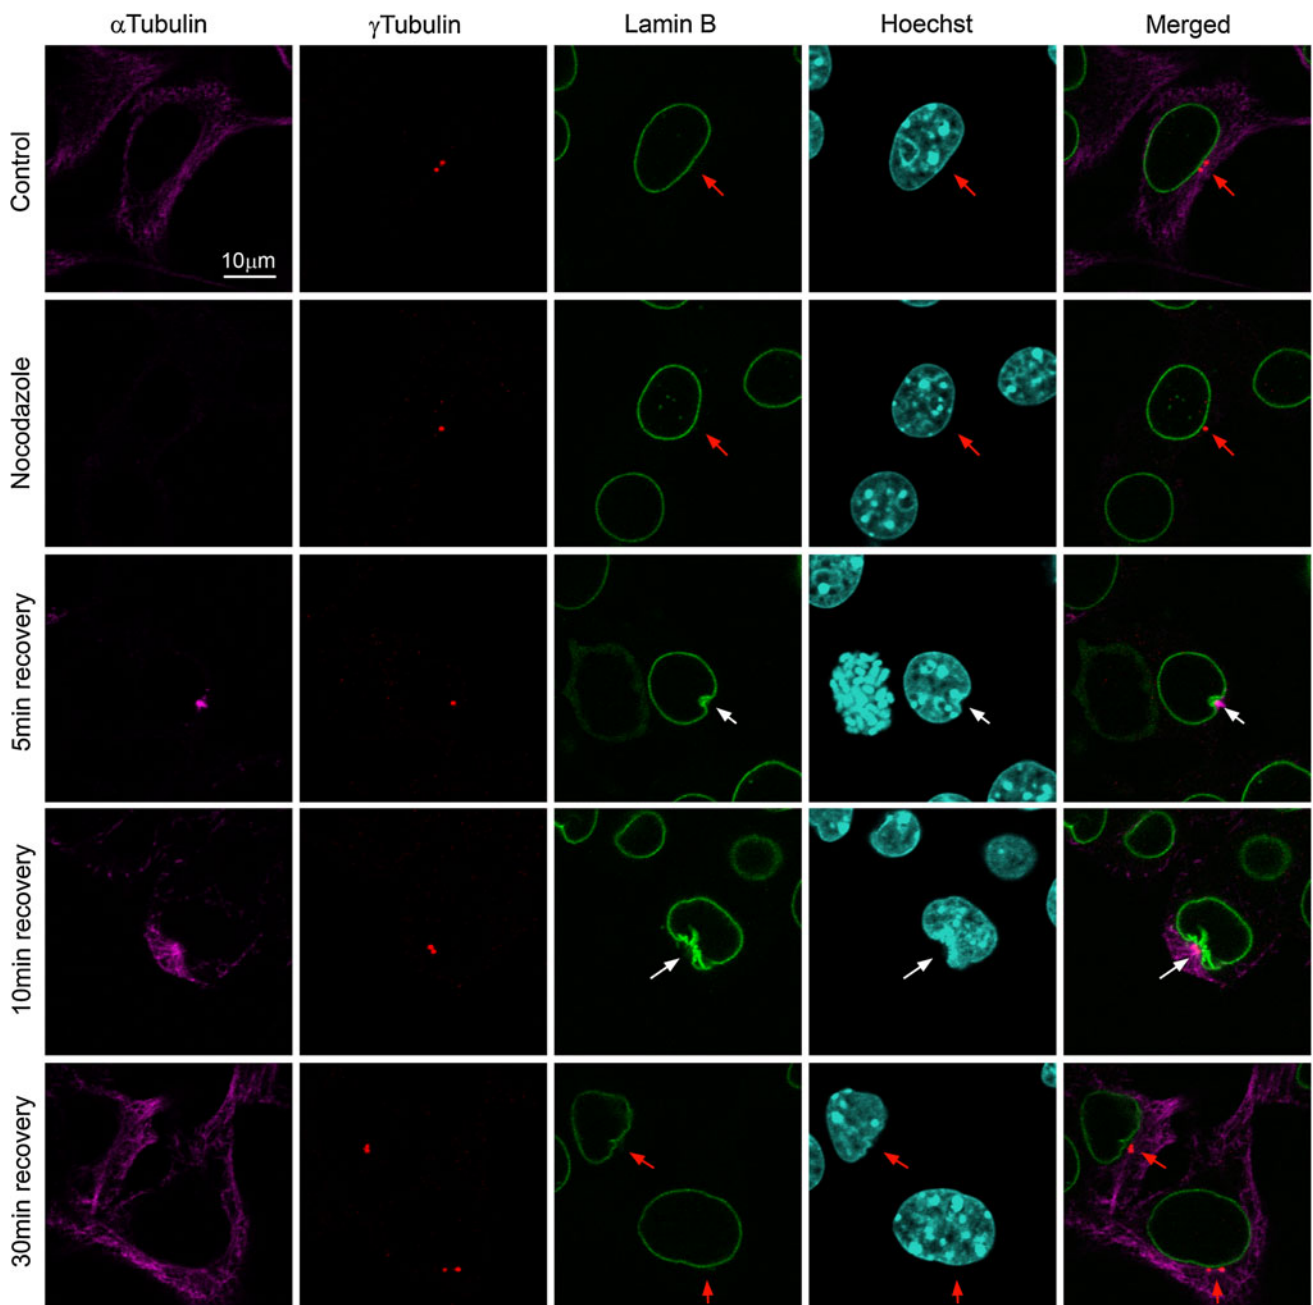 αTubulin γTubulin Lamin B Hoechst Merged
Control
10μm
Nocodazole
5min recovery
10min recovery
30min recovery